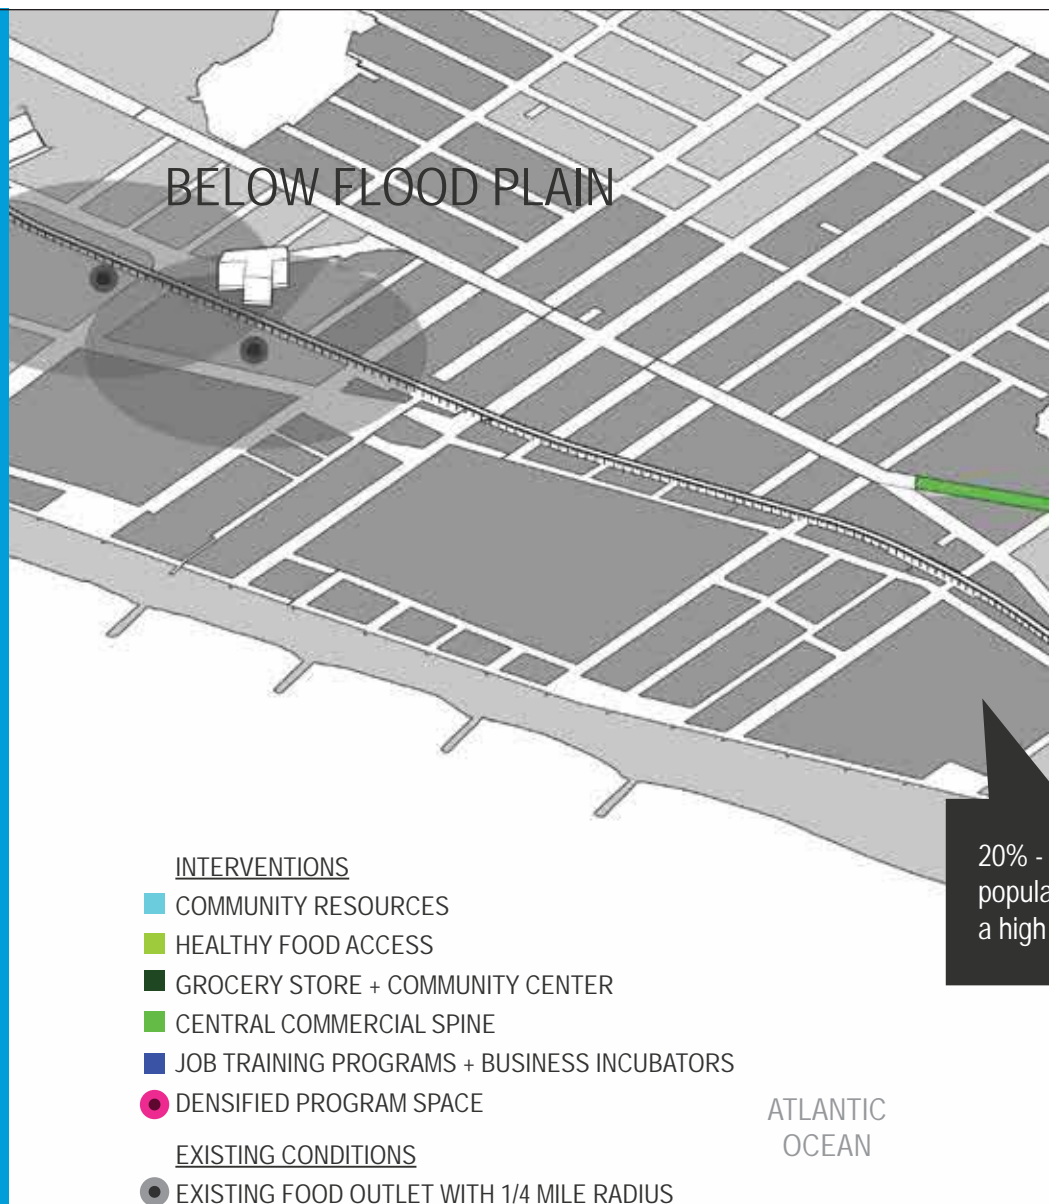 BELOW FLOOD PLAIN
20% -
popula
a high
INTERVENTIONS
COMMUNITY RESOURCES
HEALTHY FOOD ACCESS
GROCERY STORE + COMMUNITY CENTER
CENTRAL COMMERCIAL SPINE
JOB TRAINING PROGRAMS + BUSINESS INCUBATORS
DENSIFIED PROGRAM SPACE
ATLANTIC
OCEAN
EXISTING CONDITIONS
EXISTING FOOD OUTLET WITH 1/4 MILE RADIUS